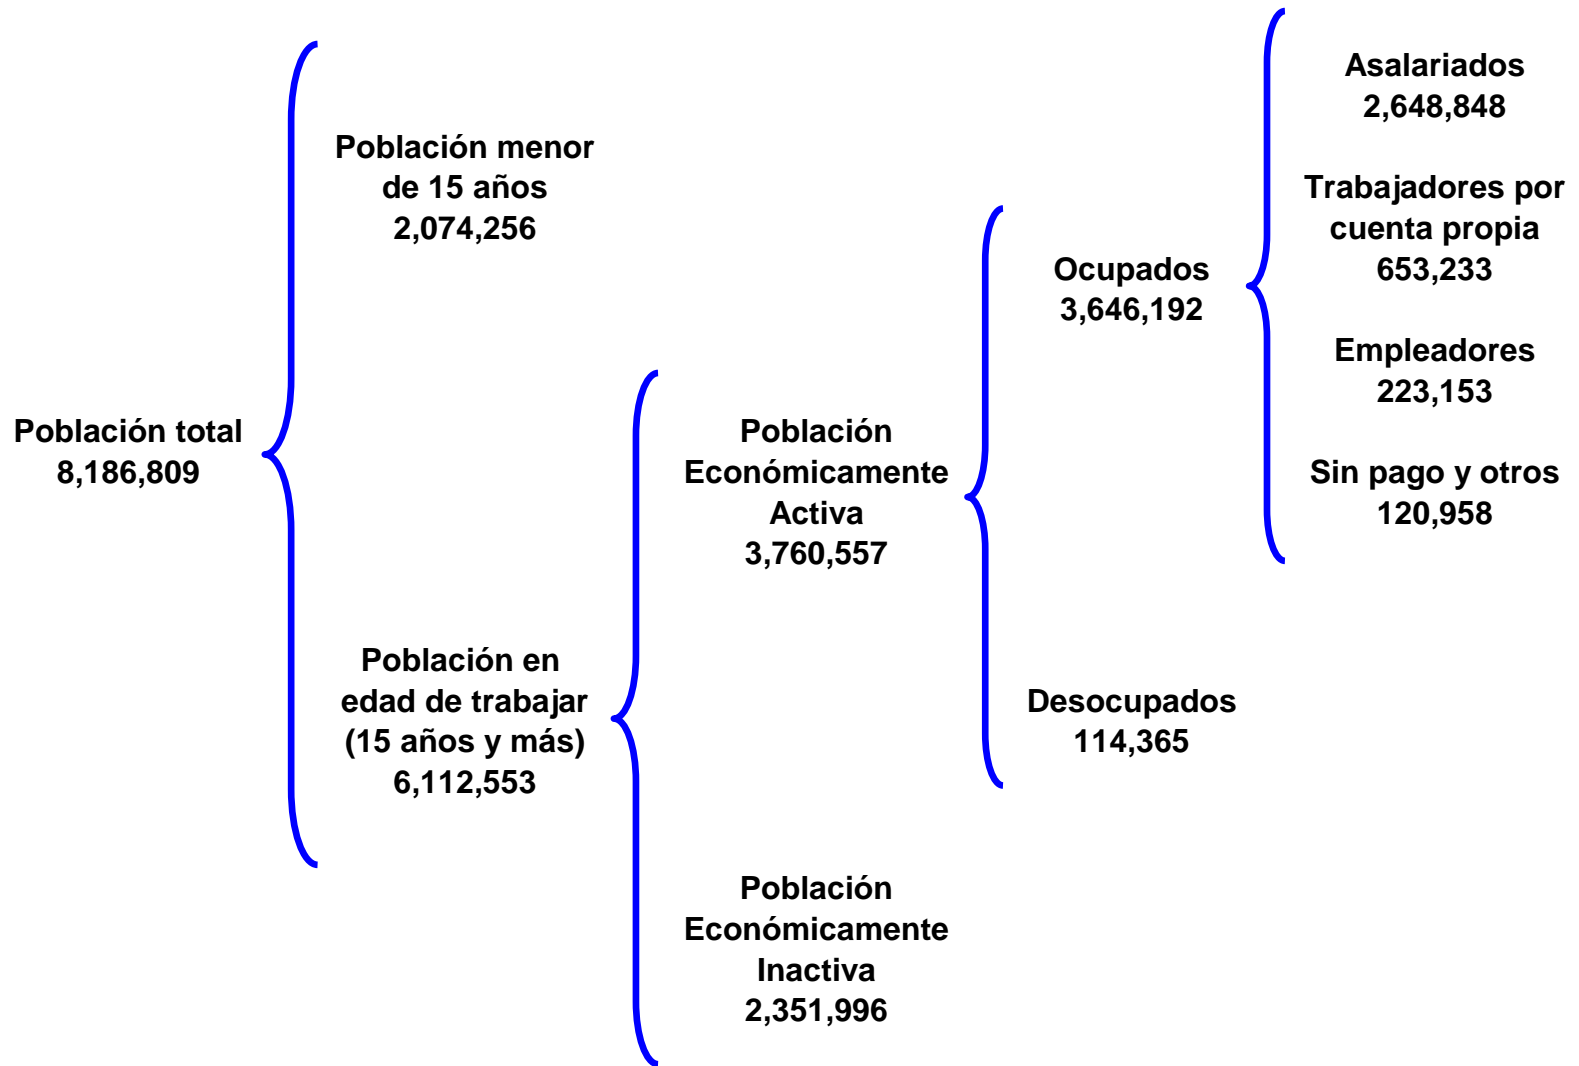 Población total
8,186,809
Población menor
de 15 años
2,074,256
Población en
edad de trabajar
(15 años y más)
6,112,553
Población
Económicamente
Activa
3,760,557
Población
Económicamente
Inactiva
2,351,996
Ocupados
3,646,192
Desocupados
114,365
Asalariados
2,648,848
Trabajadores por
cuenta propia
653,233
Empleadores
223,153
Sin pago y otros
120,958